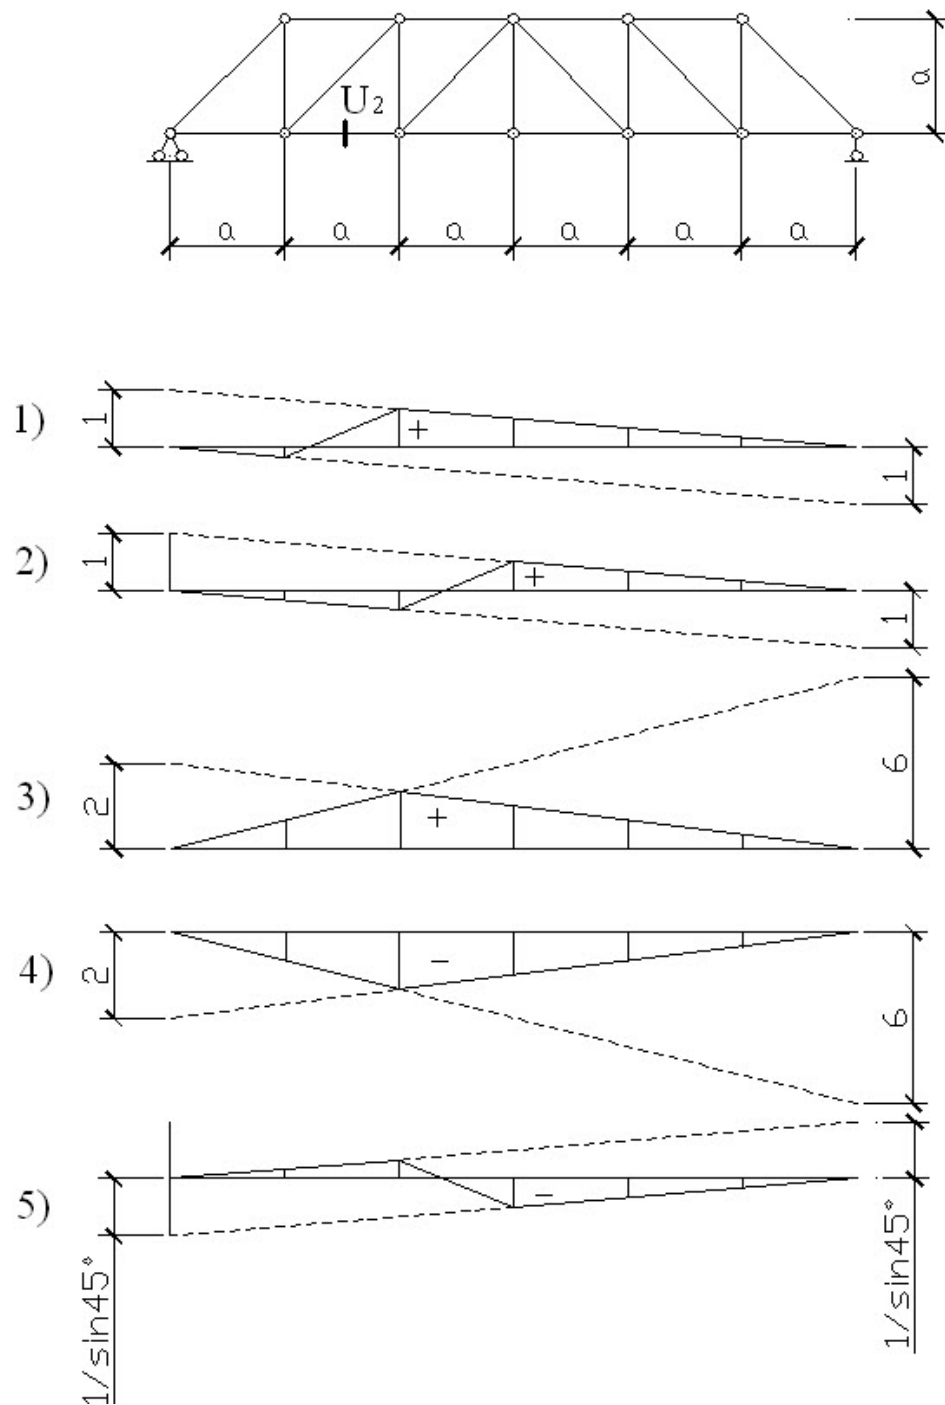 U₂
a
a a a a a a
1) 1 + 1
2) 1 + 1
3) 2 + 6
4) 2 − 6
5) 1/sin45° − 1/sin45°